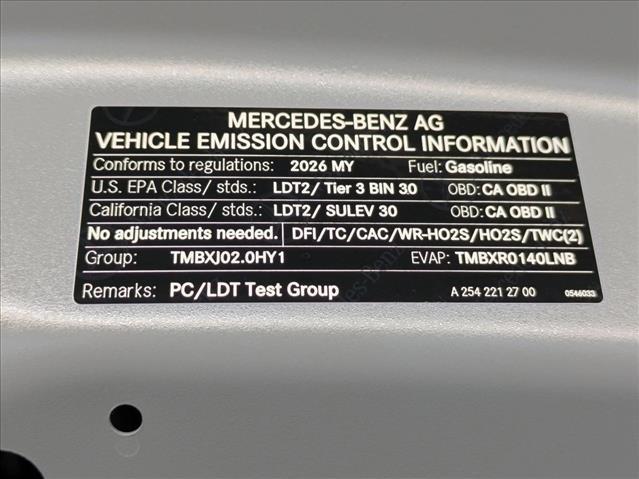 MERCEDES-BENZ AG
VEHICLE EMISSION CONTROL INFORMATION
Conforms to regulations: 2026 MY Fuel: Gasoline
U.S. EPA Class/ stds.: LDT2/ Tier 3 BIN 30 OBD: CA OBD II
California Class/ stds.: LDT2/ SULEV 30 OBD: CA OBD II
No adjustments needed. DFI/TC/CAC/WR-HO2S/HO2S/TWC(2)
Group: TMBXJ02.0HY1 EVAP: TMBXR0140LNB
Remarks: PC/LDT Test Group A 254 221 27 00 0546033